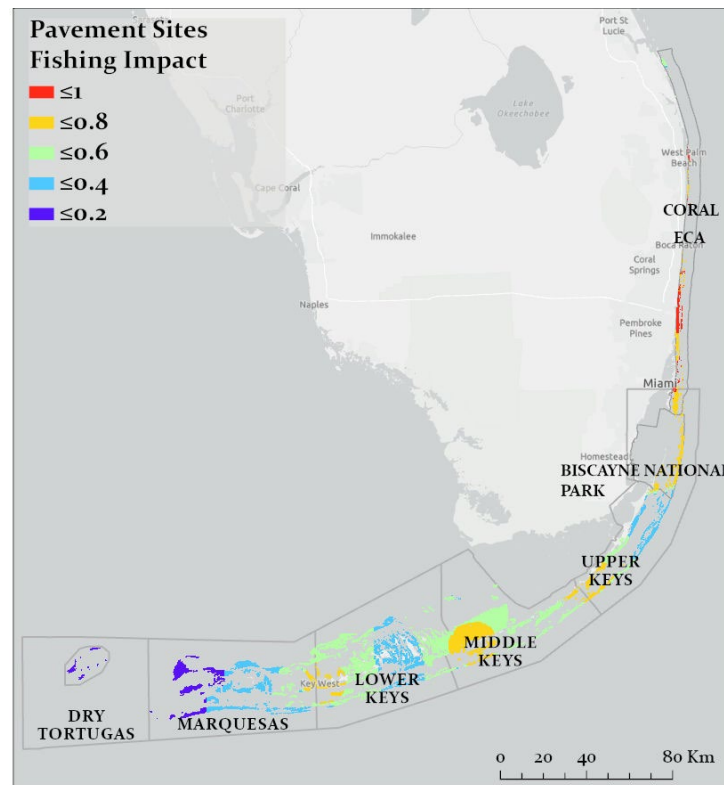 Pavement Sites
Fishing Impact
≤1
≤0.8
≤0.6
≤0.4
≤0.2
Port St
Lucie
Port
Charlotte
Lake
Okeechobee
West Palm
Beach
Cape Coral
CORAL
ECA
Immokalee
Boca Raton
Coral
Springs
Naples
Pembroke
Pines
Miami
Homestead
BISCAYNE NATIONAL
PARK
UPPER
KEYS
MIDDLE
KEYS
Key West
LOWER
KEYS
DRY
TORTUGAS
MARQUESAS
0 20 40 80 Km